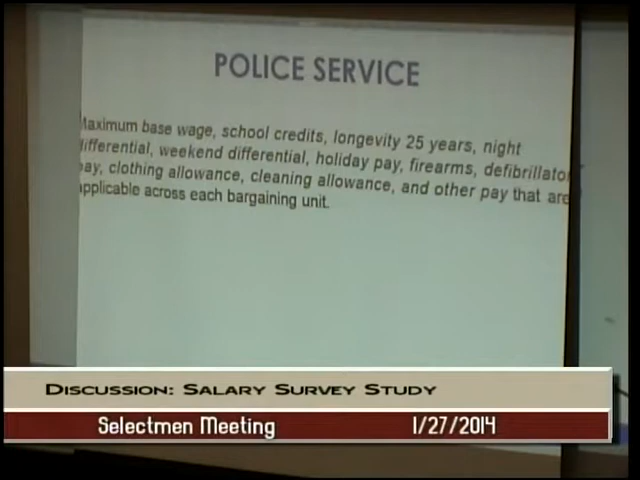 POLICE SERVICE
Maximum base wage, school credits, longevity 25 years, night
differential, weekend differential, holiday pay, firearms, defibrillator
pay, clothing allowance, cleaning allowance, and other pay that are
applicable across each bargaining unit.
Discussion: Salary Survey Study
Selectmen Meeting 1/27/2014